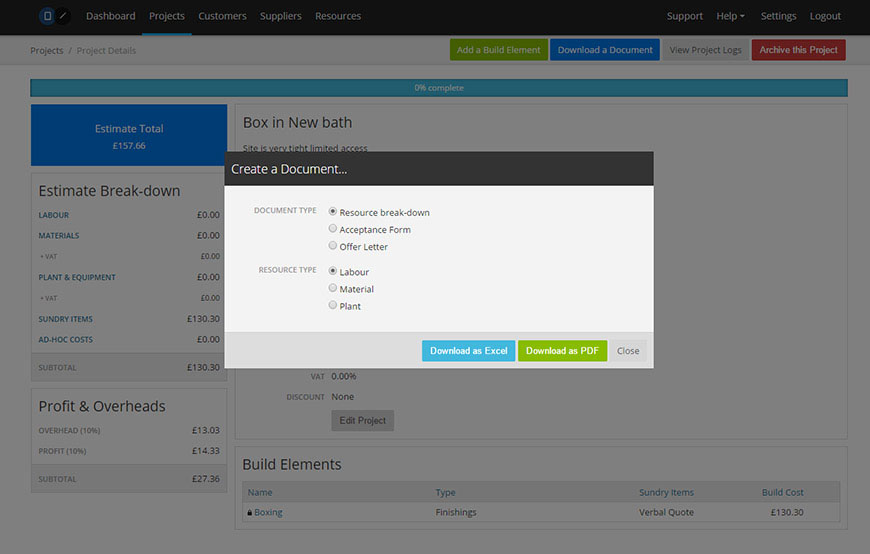 Dashboard Projects Customers Suppliers Resources Support Help Settings Logout
Projects / Project Details Add a Build Element Download a Document View Project Logs Archive this Project
0% complete
Estimate Total
£157.66
Box in New bath
Site is very tight limited access
Create a Document...
DOCUMENT TYPE Resource break-down
Acceptance Form
Offer Letter
RESOURCE TYPE Labour
Material
Plant
Download as Excel Download as PDF Close
Estimate Break-down
LABOUR £0.00
MATERIALS £0.00
+ VAT £0.00
PLANT & EQUIPMENT £0.00
+ VAT £0.00
SUNDRY ITEMS £130.30
AD-HOC COSTS £0.00
SUBTOTAL £130.30
VAT 0.00%
DISCOUNT None
Edit Project
Profit & Overheads
OVERHEAD (10%) £13.03
PROFIT (10%) £14.33
SUBTOTAL £27.36
Build Elements
Name Type Sundry Items Build Cost
Boxing Finishings Verbal Quote £130.30